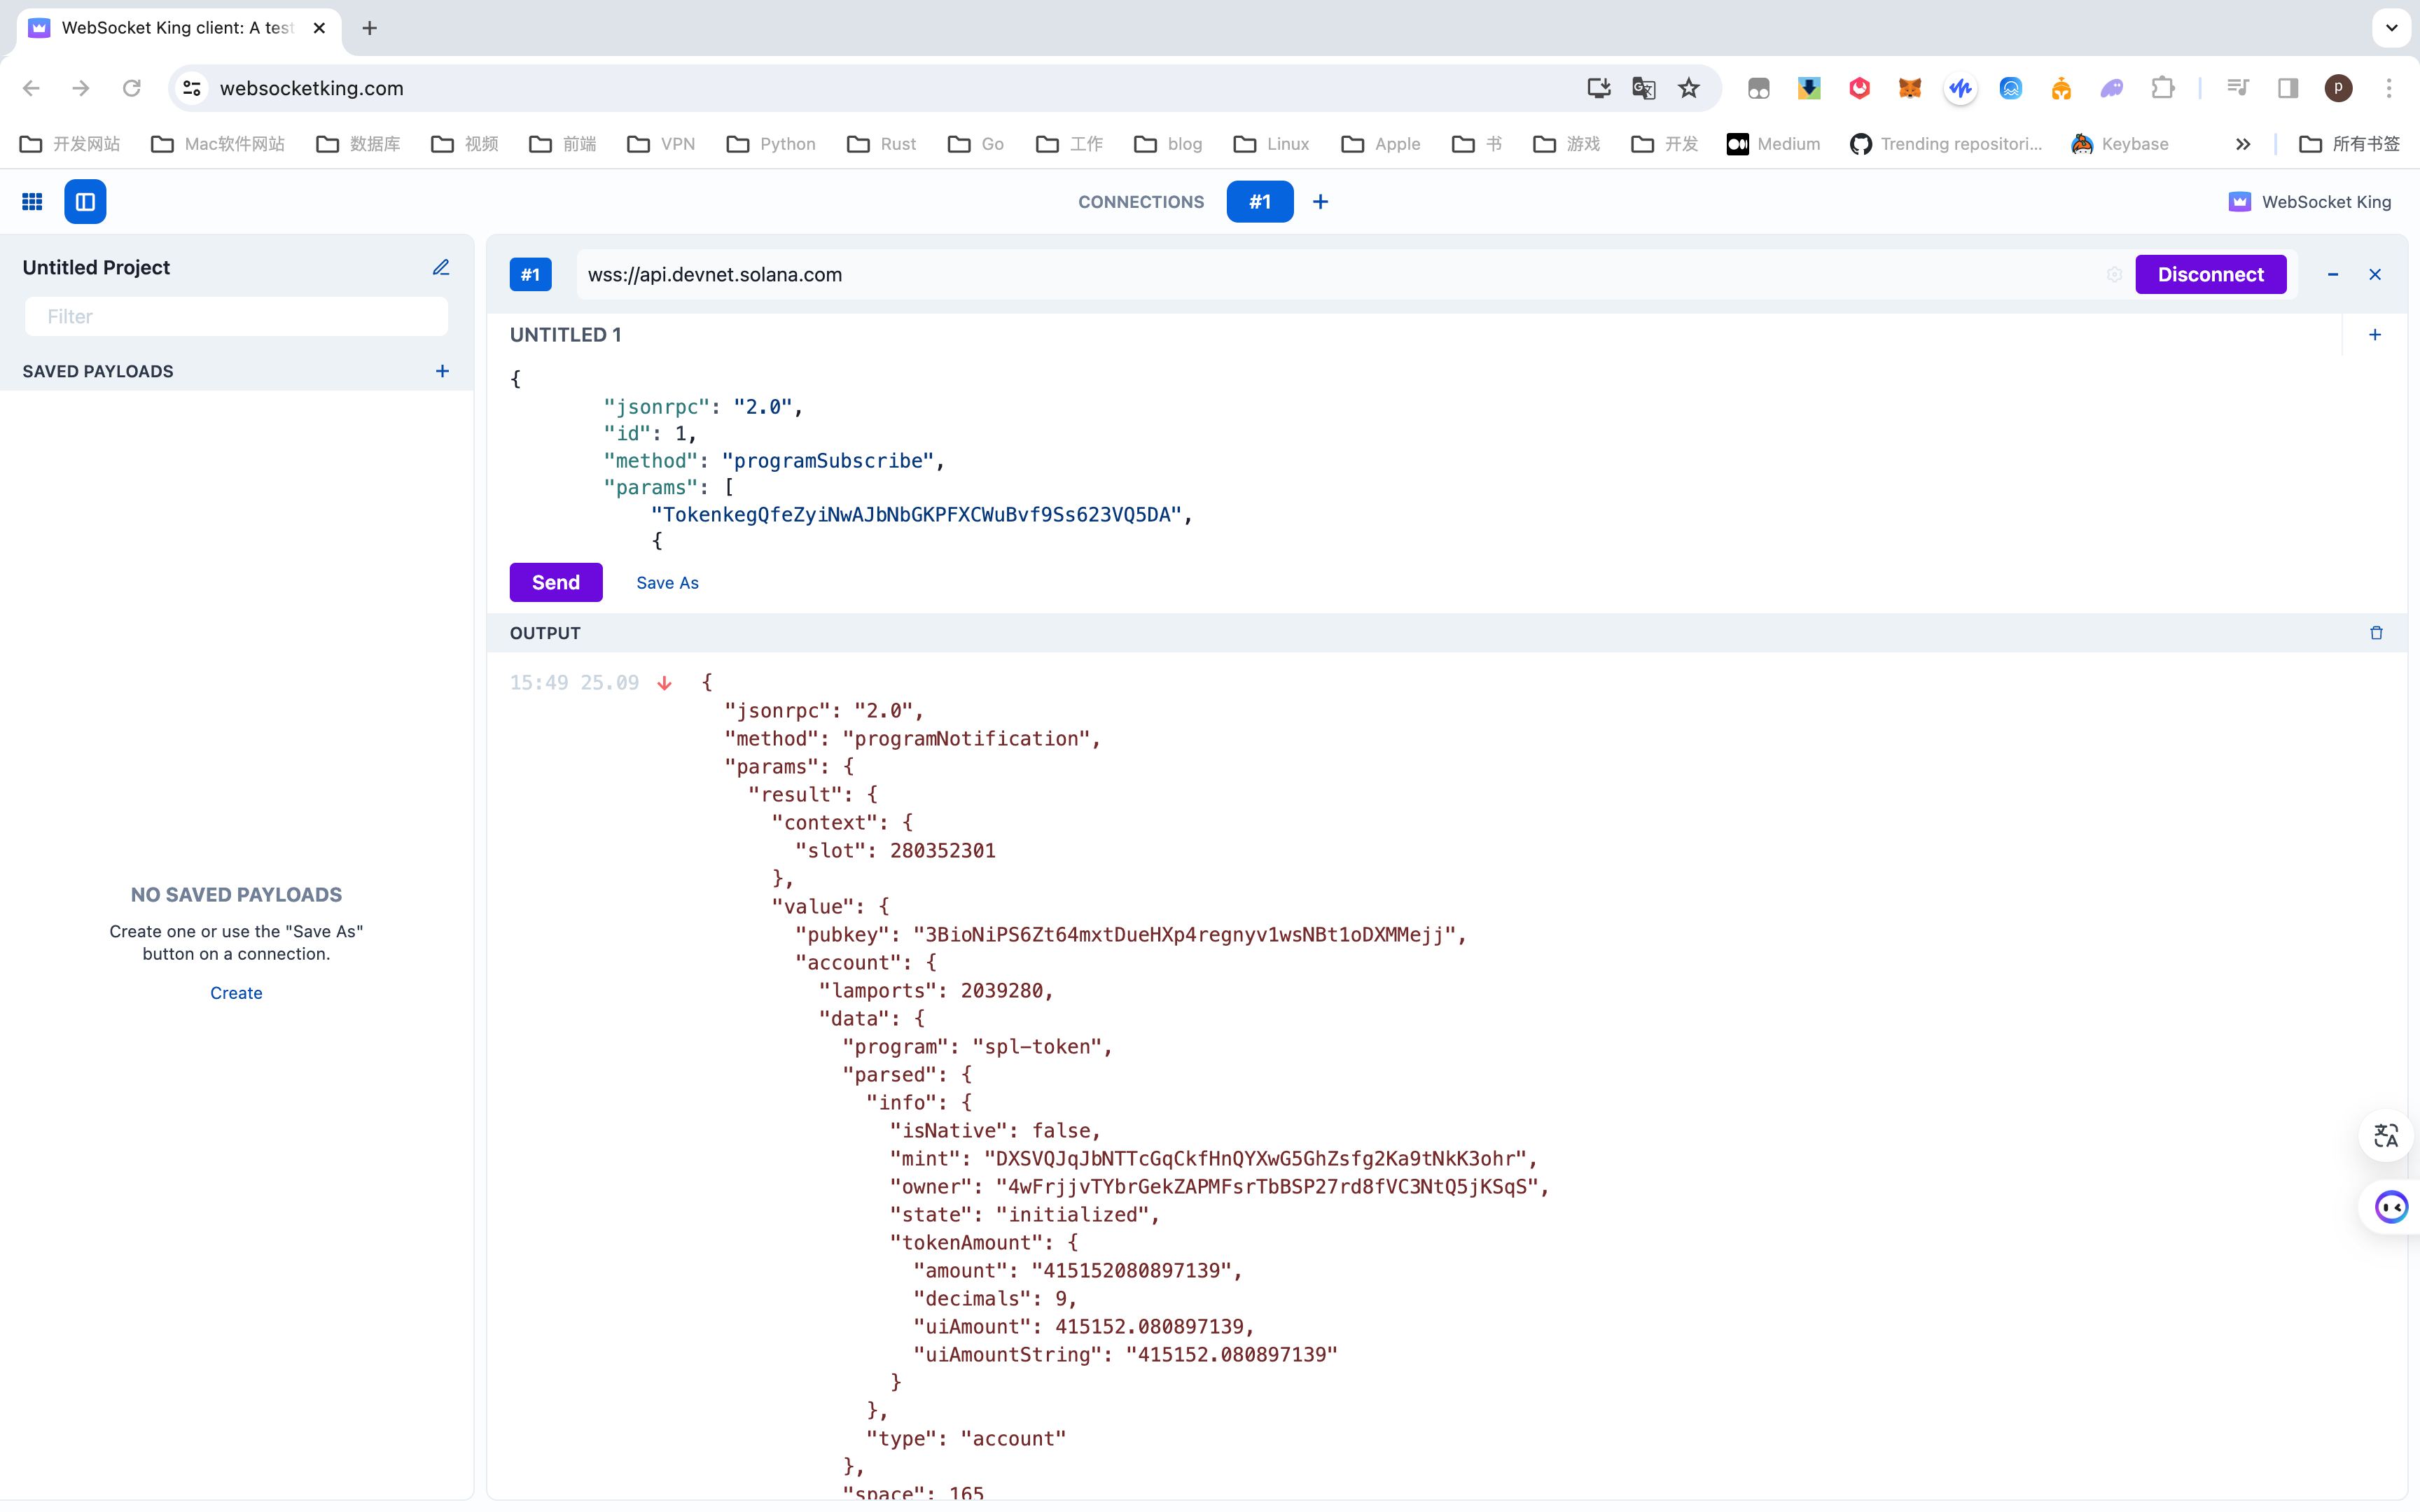 WebSocket King client: A test
websocketking.com
开发网站
Mac软件网站
数据库
视频
前端
VPN
Python
Rust
Go
工作
blog
Linux
Apple
书
游戏
开发
Medium
Trending repositori...
Keybase
所有书签
CONNECTIONS
#1
WebSocket King
Untitled Project
Filter
SAVED PAYLOADS
NO SAVED PAYLOADS
Create one or use the "Save As"
button on a connection.
Create
#1
wss://api.devnet.solana.com
Disconnect
UNTITLED 1
{
"jsonrpc": "2.0",
"id": 1,
"method": "programSubscribe",
"params": [
"TokenkegQfeZyiNwAJbNbGKPFXCWuBvf9Ss623VQ5DA",
{
Send
Save As
OUTPUT
15:49 25.09
{
"jsonrpc": "2.0",
"method": "programNotification",
"params": {
"result": {
"context": {
"slot": 280352301
},
"value": {
"pubkey": "3BioNiPS6Zt64mxtDueHXp4regnyv1wsNBt1oDXMMejj",
"account": {
"lamports": 2039280,
"data": {
"program": "spl-token",
"parsed": {
"info": {
"isNative": false,
"mint": "DXSVQJqJbNTTcGqCkfHnQYXwG5GhZsfg2Ka9tNkK3ohr",
"owner": "4wFrjjvTYbrGekZAPMFsrTbBSP27rd8fVC3NtQ5jKSqS",
"state": "initialized",
"tokenAmount": {
"amount": "415152080897139",
"decimals": 9,
"uiAmount": 415152.080897139,
"uiAmountString": "415152.080897139"
}
},
"type": "account"
},
"space": 165